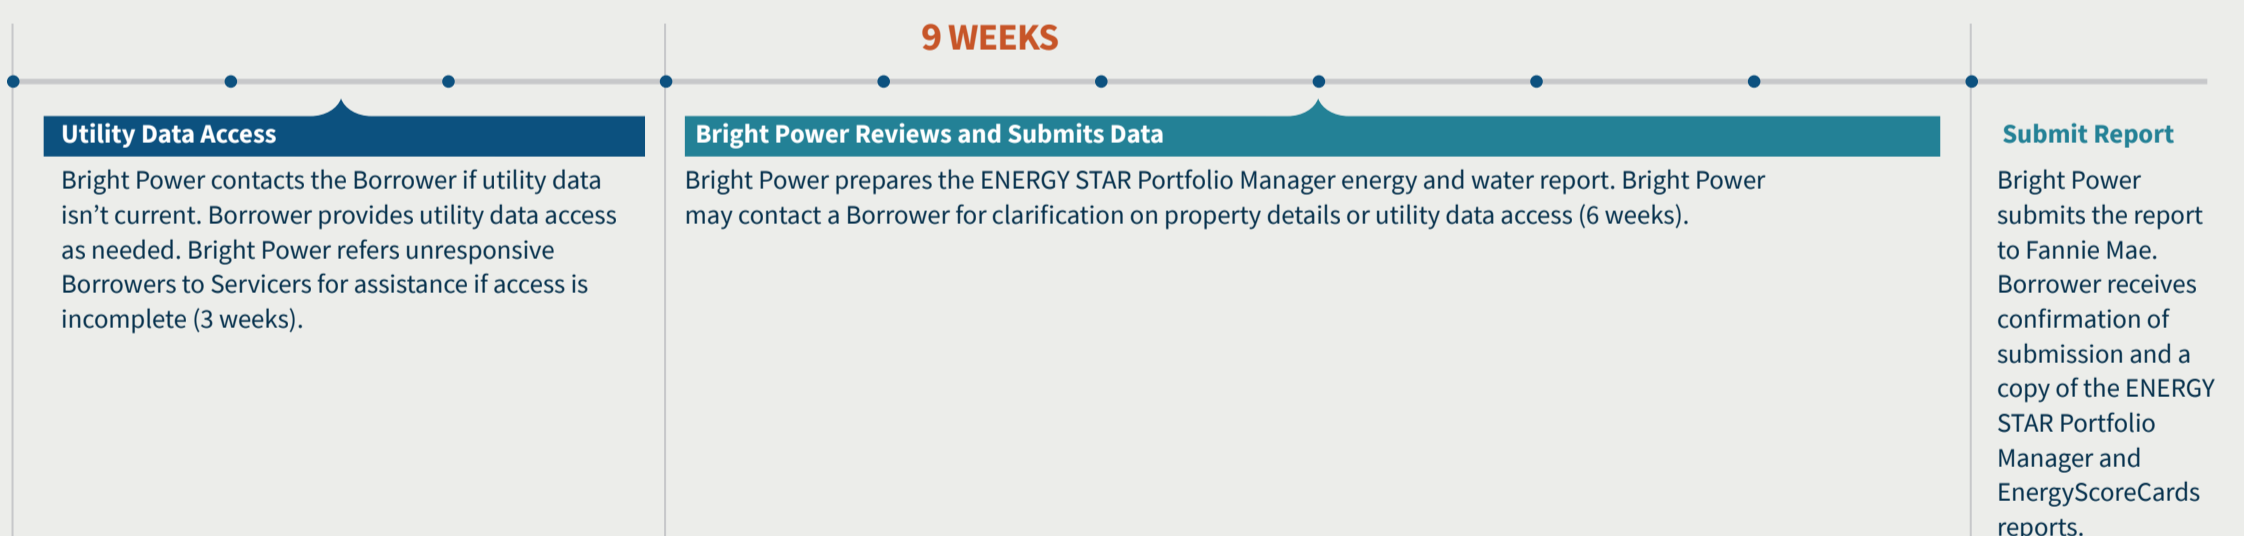 9 WEEKS
Utility Data Access
Bright Power contacts the Borrower if utility data
isn’t current. Borrower provides utility data access
as needed. Bright Power refers unresponsive
Borrowers to Servicers for assistance if access is
incomplete (3 weeks).
Bright Power Reviews and Submits Data
Bright Power prepares the ENERGY STAR Portfolio Manager energy and water report. Bright Power
may contact a Borrower for clarification on property details or utility data access (6 weeks).
Submit Report
Bright Power
submits the report
to Fannie Mae.
Borrower receives
confirmation of
submission and a
copy of the ENERGY
STAR Portfolio
Manager and
EnergyScoreCards
reports.